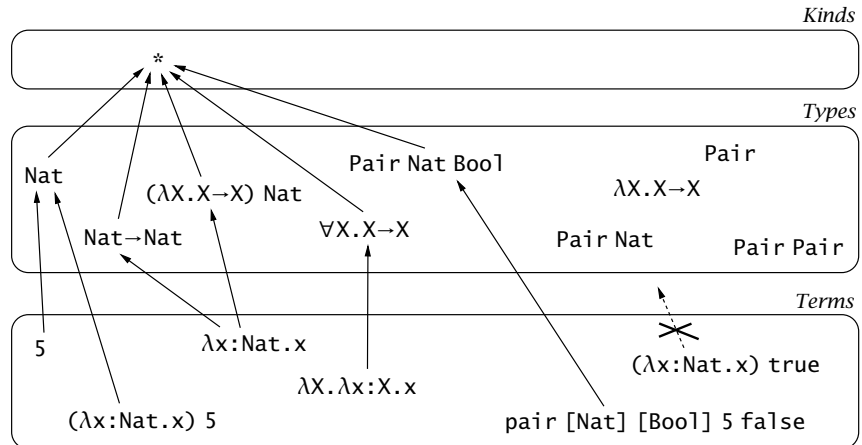 Kinds
*
Types
Pair
Pair Nat Bool
Nat
(λX.X→X) Nat
λX.X→X
∀X.X→X
Nat→Nat
Pair Nat
Pair Pair
Terms
5
λx:Nat.x
(λx:Nat.x) true
λX.λx:X.x
(λx:Nat.x) 5
pair [Nat] [Bool] 5 false